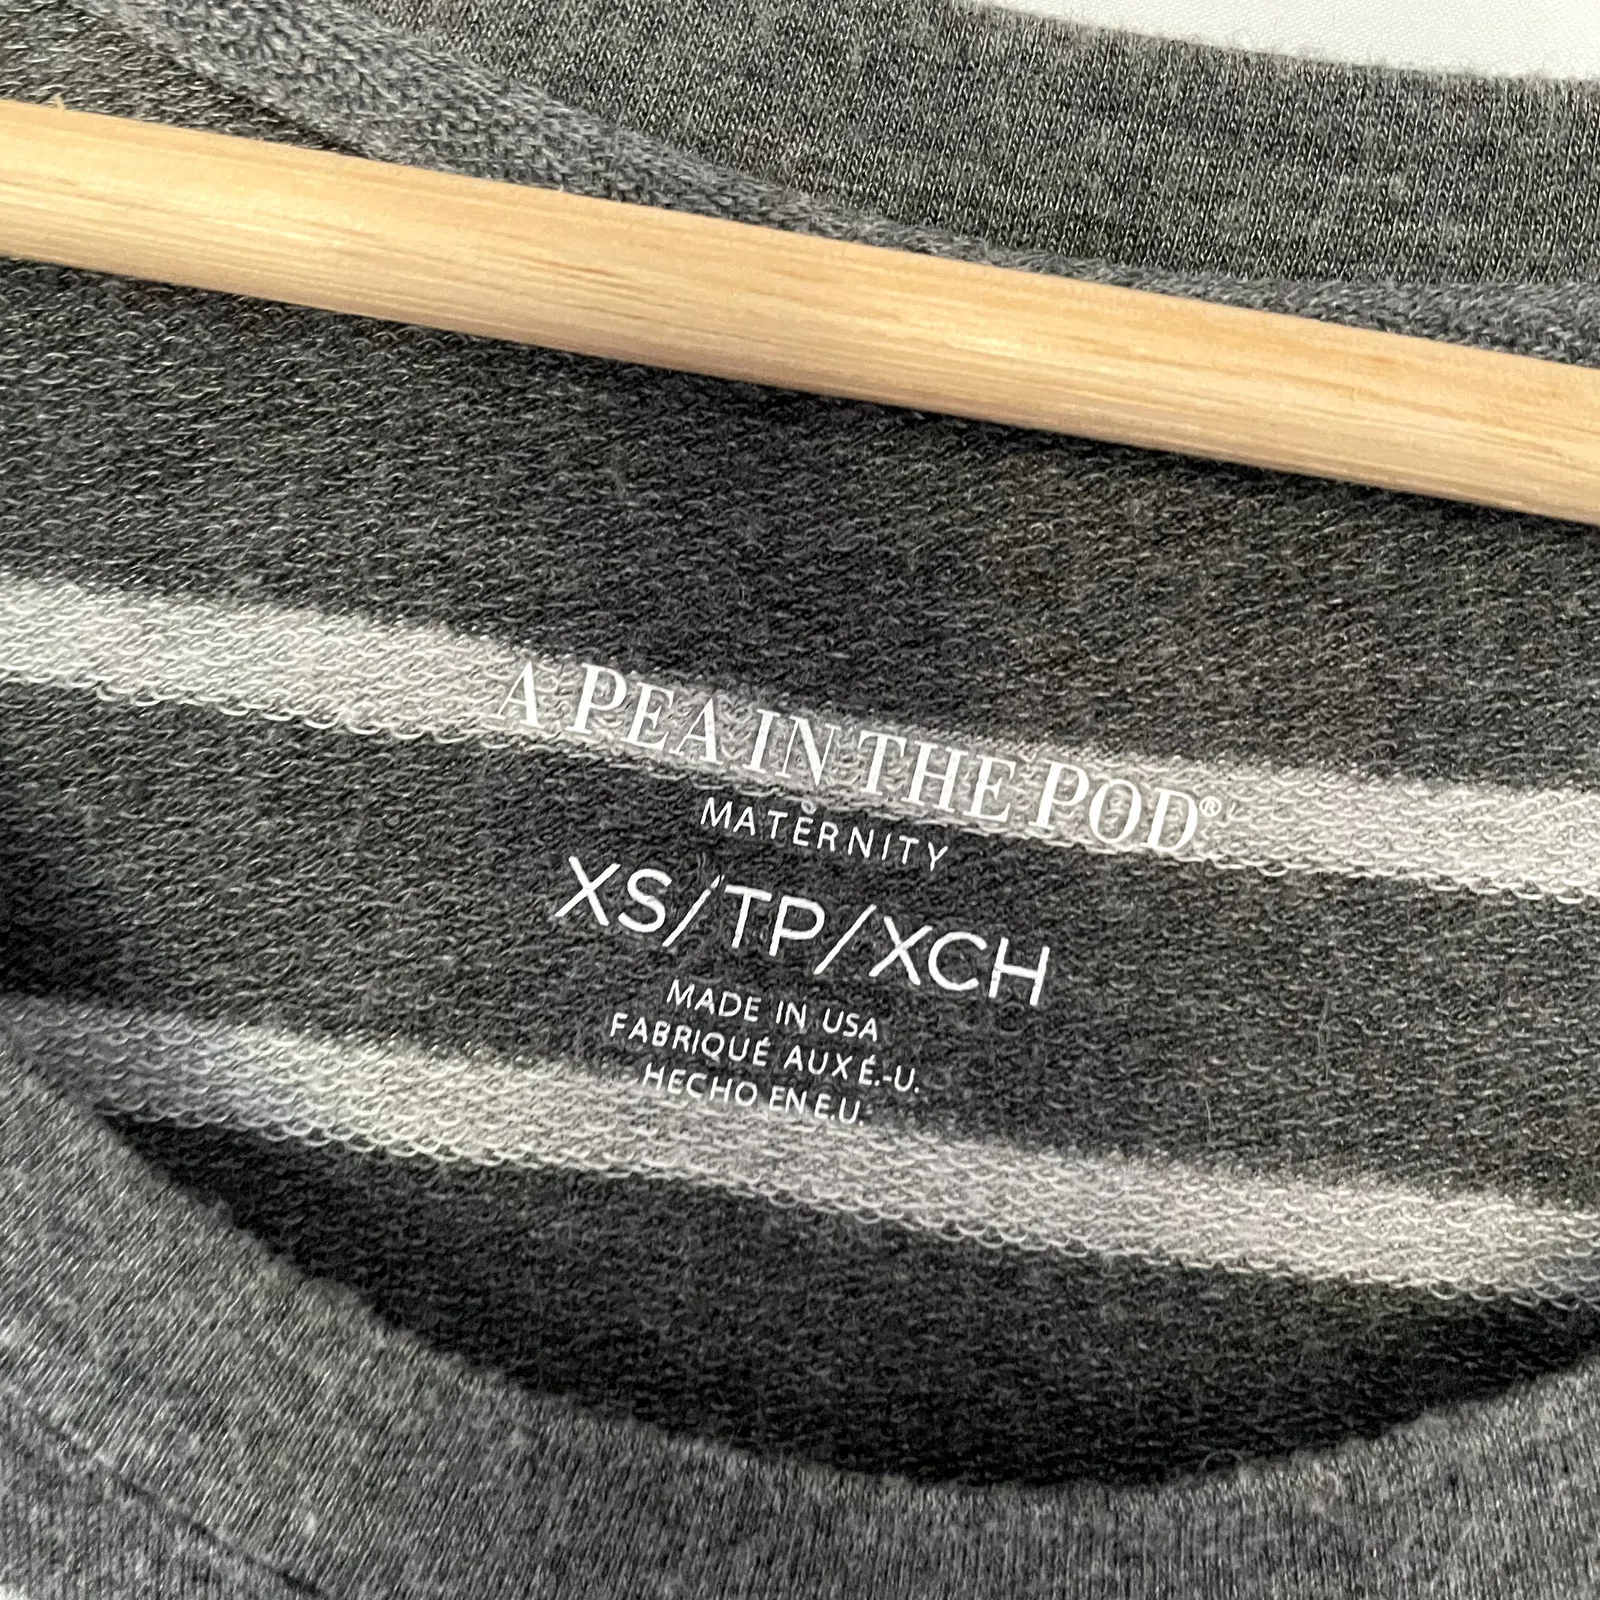 A PEA IN THE POD®
MATERNITY
XS/TP/XCH
MADE IN USA
FABRIQUÉ AUX É.-U.
HECHO EN E.U.